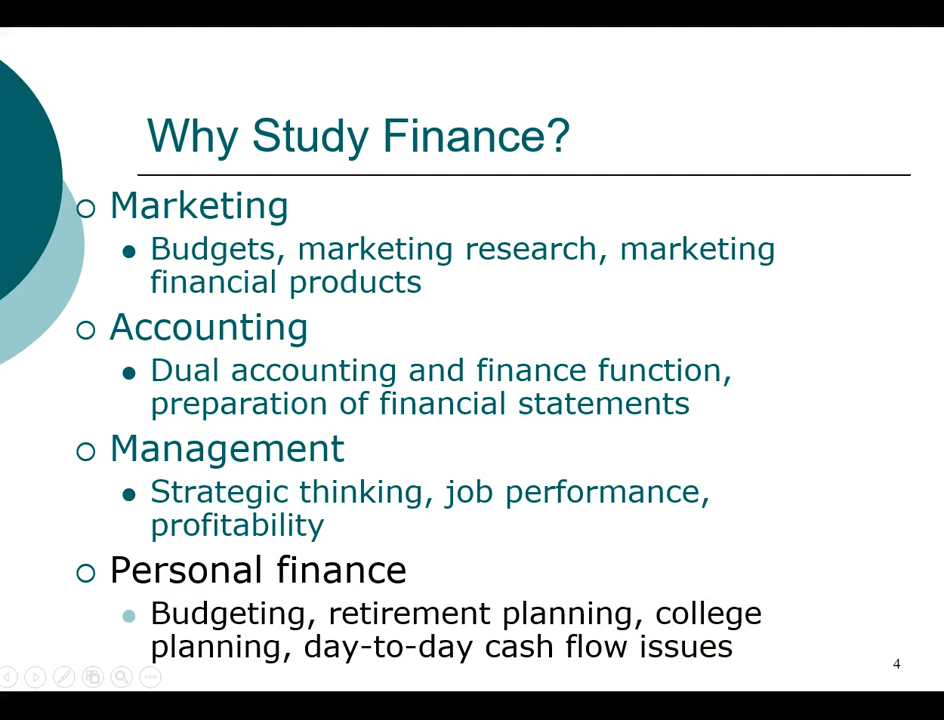 Why Study Finance?
Marketing
Budgets, marketing research, marketing
financial products
Accounting
Dual accounting and finance function,
preparation of financial statements
Management
Strategic thinking, job performance,
profitability
Personal finance
Budgeting, retirement planning, college
planning, day-to-day cash flow issues
4